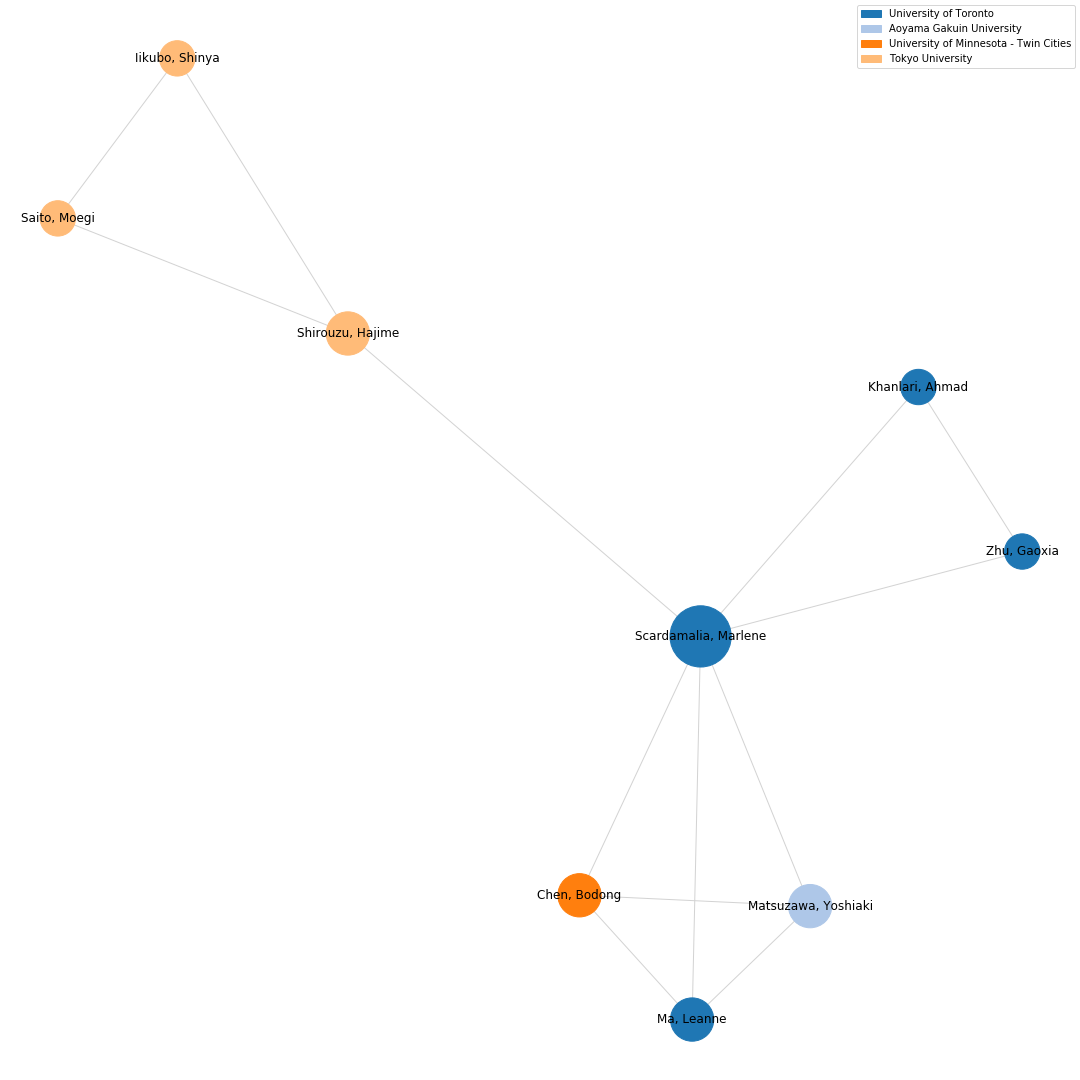 University of Toronto
Aoyama Gakuin University
University of Minnesota - Twin Cities
Tokyo University
Iikubo, Shinya
Saito, Moegi
Shirouzu, Hajime
Khanlari, Ahmad
Zhu, Gaoxia
Scardamalia, Marlene
Chen, Bodong
Matsuzawa, Yoshiaki
Ma, Leanne